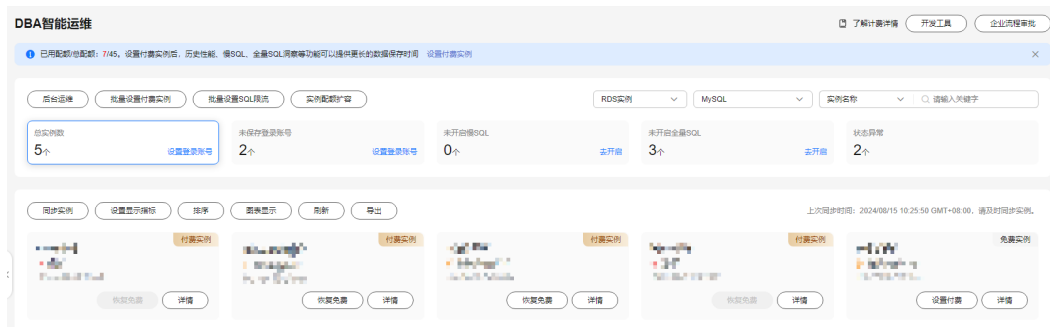 DBA智能运维
了解计费详情 开发工具 企业流程审批
已用配额/总配额：7/45。设置付费实例后，历史性能、慢SQL、全量SQL洞察等功能可以提供更长的数据保存时间 设置付费实例
后台运维 批量设置付费实例 批量设置SQL限流 实例配额扩容 RDS实例 MySQL 实例名称 请输入关键字
总实例数 未保存登录账号 未开启慢SQL 未开启全量SQL 状态异常
5个 设置登录账号 2个 设置登录账号 0个 去开启 3个 去开启 2个
同步实例 设置显示指标 排序 图表显示 刷新 导出 上次同步时间：2024/08/15 10:25:50 GMT+08:00，请及时同步实例。
付费实例 付费实例 付费实例 付费实例 免费实例
恢复免费 详情 恢复免费 详情 恢复免费 详情 恢复免费 详情 设置付费 详情